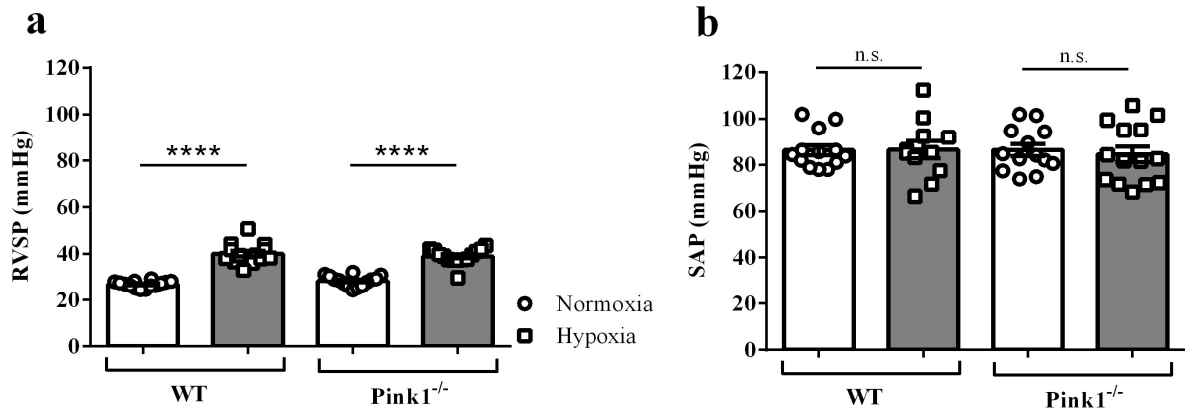 a
RVSP (mmHg)
120
100
80
60
40
20
0
****
****
WT
Pink1-/-
Normoxia
Hypoxia
b
SAP (mmHg)
120
100
80
60
40
20
0
n.s.
n.s.
WT
Pink1-/-